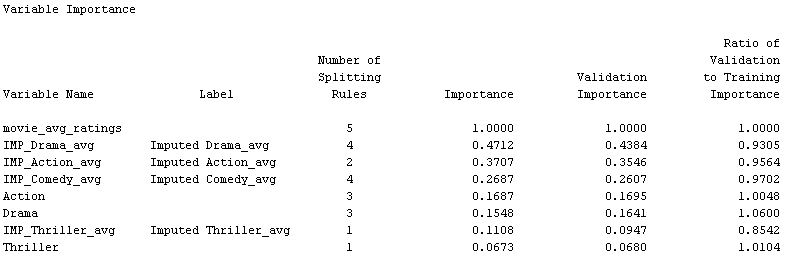 Variable Importance
Ratio of
Number of Validation
Splitting Validation to Training
Variable Name Label Rules Importance Importance Importance
movie_avg_ratings 5 1.0000 1.0000 1.0000
IMP_Drama_avg Imputed Drama_avg 4 0.4712 0.4384 0.9305
IMP_Action_avg Imputed Action_avg 2 0.3707 0.3546 0.9564
IMP_Comedy_avg Imputed Comedy_avg 4 0.2687 0.2607 0.9702
Action 3 0.1687 0.1695 1.0048
Drama 3 0.1548 0.1641 1.0600
IMP_Thriller_avg Imputed Thriller_avg 1 0.1108 0.0947 0.8542
Thriller 1 0.0673 0.0680 1.0104